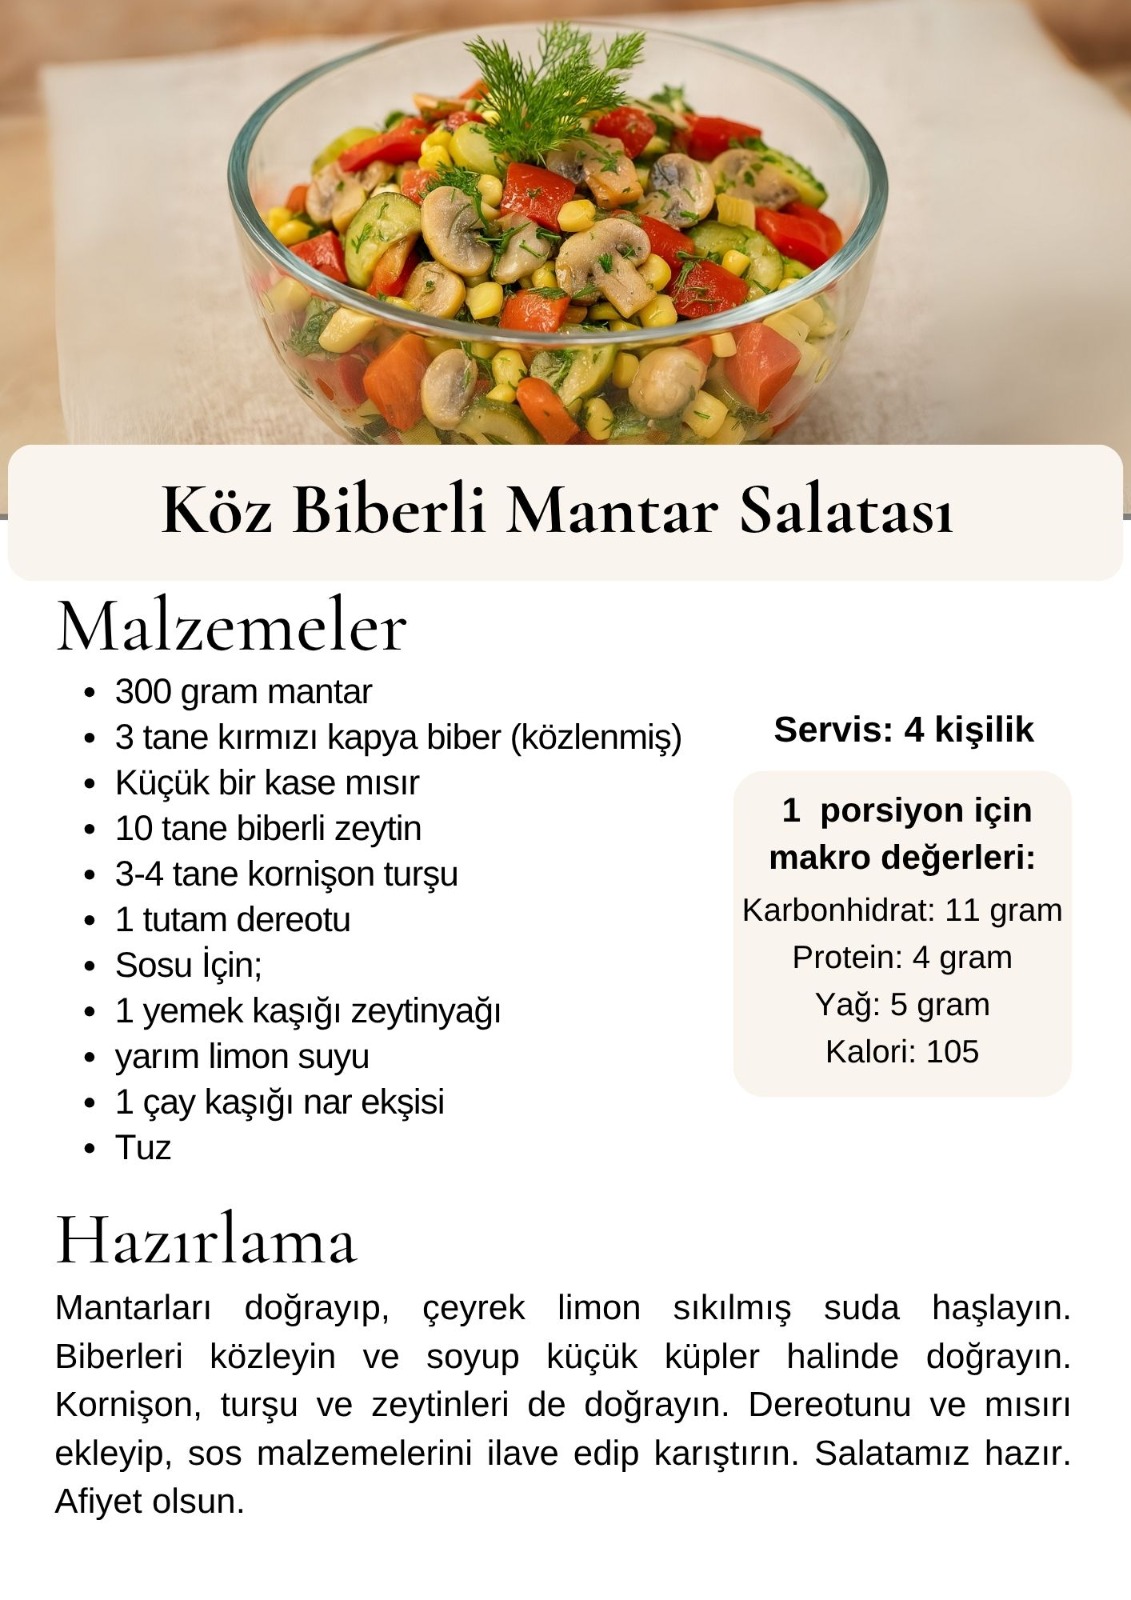 Köz Biberli Mantar Salatası
Malzemeler
• 300 gram mantar
• 3 tane kırmızı kapya biber (közlenmiş)
• Küçük bir kase mısır
• 10 tane biberli zeytin
• 3-4 tane kornişon turşu
• 1 tutam dereotu
• Sosu İçin;
• 1 yemek kaşığı zeytinyağı
• yarım limon suyu
• 1 çay kaşığı nar ekşisi
• Tuz
Servis: 4 kişilik
1 porsiyon için
makro değerleri:
Karbonhidrat: 11 gram
Protein: 4 gram
Yağ: 5 gram
Kalori: 105
Hazırlama
Mantarları doğrayıp, çeyrek limon sıkılmış suda haşlayın.
Biberleri közleyin ve soyup küçük küpler halinde doğrayın.
Kornişon, turşu ve zeytinleri de doğrayın. Dereotunu ve mısırı
ekleyip, sos malzemelerini ilave edip karıştırın. Salatamız hazır.
Afiyet olsun.